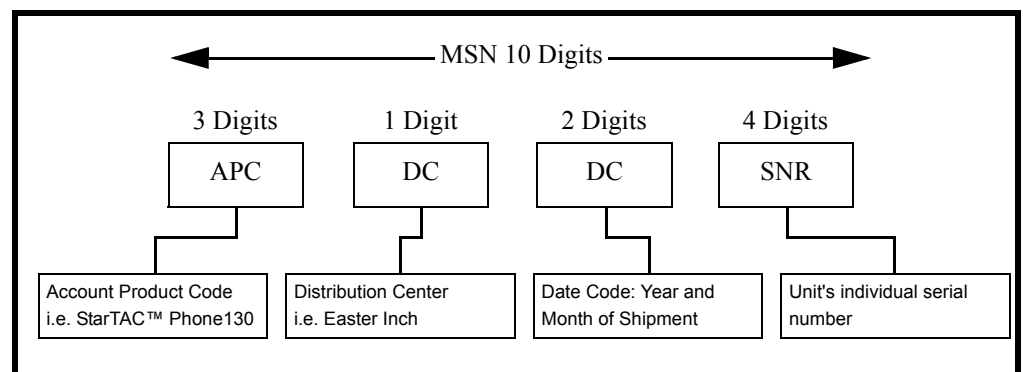 MSN 10 Digits
3 Digits 1 Digit 2 Digits 4 Digits
APC DC DC SNR
Account Product Code
i.e. StarTAC™ Phone130
Distribution Center
i.e. Easter Inch
Date Code: Year and
Month of Shipment
Unit's individual serial
number